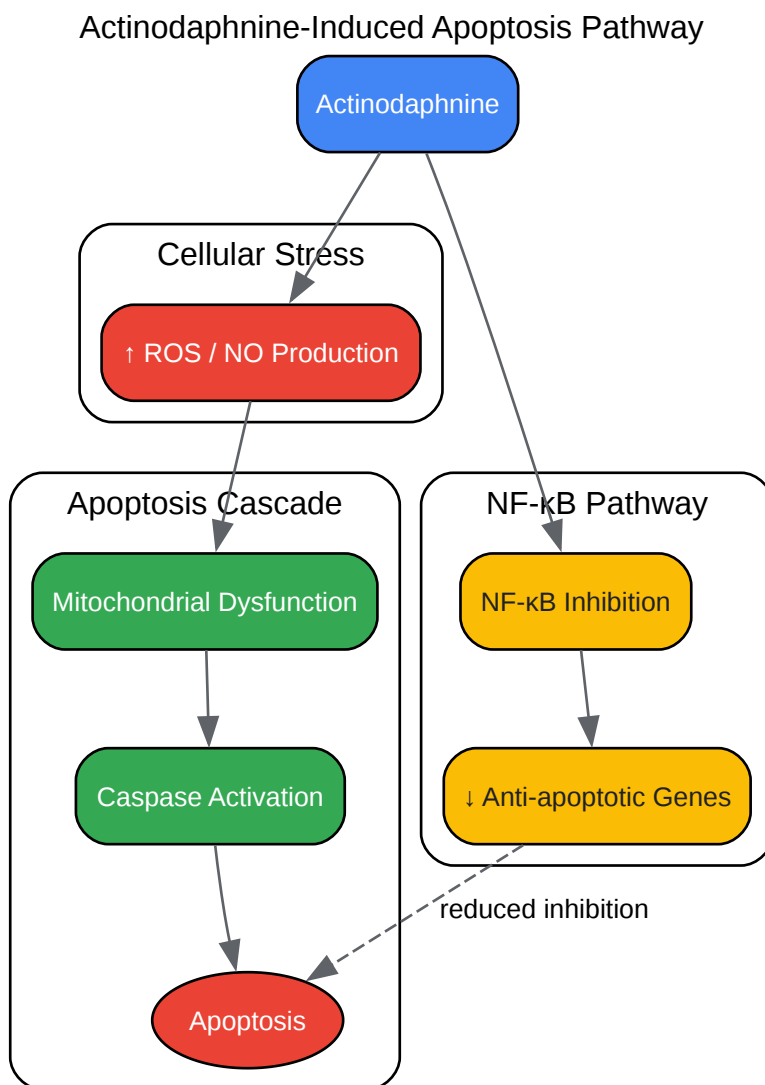 Actinodaphnine-Induced Apoptosis Pathway
Actinodaphnine
Cellular Stress
↑ ROS / NO Production
Apoptosis Cascade
Mitochondrial Dysfunction
Caspase Activation
Apoptosis
NF-κB Pathway
NF-κB Inhibition
↓ Anti-apoptotic Genes
reduced inhibition